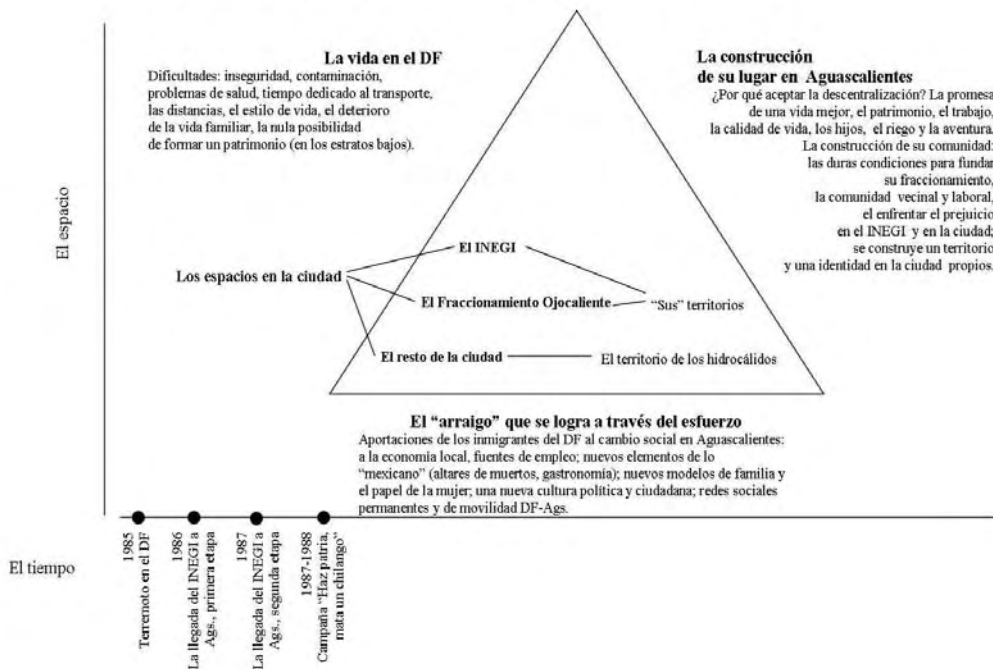 La vida en el DF
Dificultades: inseguridad, contaminación,
problemas de salud, tiempo dedicado al transporte,
las distancias, el estilo de vida, el deterioro
de la vida familiar, la nula posibilidad
de formar un patrimonio (en los estratos bajos).
La construcción
de su lugar en Aguascalientes
¿Por qué aceptar la descentralización? La promesa
de una vida mejor, el patrimonio, el trabajo,
la calidad de vida, los hijos, el riego y la aventura.
La construcción de su comunidad:
las duras condiciones para fundar
su fraccionamiento,
la comunidad vecinal y laboral,
el enfrentar el prejuicio
en el INEGI y en la ciudad;
se construye un territorio
y una identidad en la ciudad propios.
El espacio
Los espacios en la ciudad
El INEGI
El Fraccionamiento Ojocaliente
"Sus" territorios
El resto de la ciudad
El territorio de los hidrocálidos
El "arraigo" que se logra a través del esfuerzo
Aportaciones de los inmigrantes del DF al cambio social en Aguascalientes:
a la economía local, fuentes de empleo; nuevos elementos de lo
"mexicano" (altares de muertos, gastronomía); nuevos modelos de familia y
el papel de la mujer; una nueva cultura política y ciudadana; redes sociales
permanentes y de movilidad DF-Ags.
El tiempo
1985
Terremoto en el DF
1986
La llegada del INEGI a
Ags., primera etapa
1987
La llegada del INEGI a
Ags., segunda etapa
1987-1988
Campaña "Haz patria,
mata un chilango"